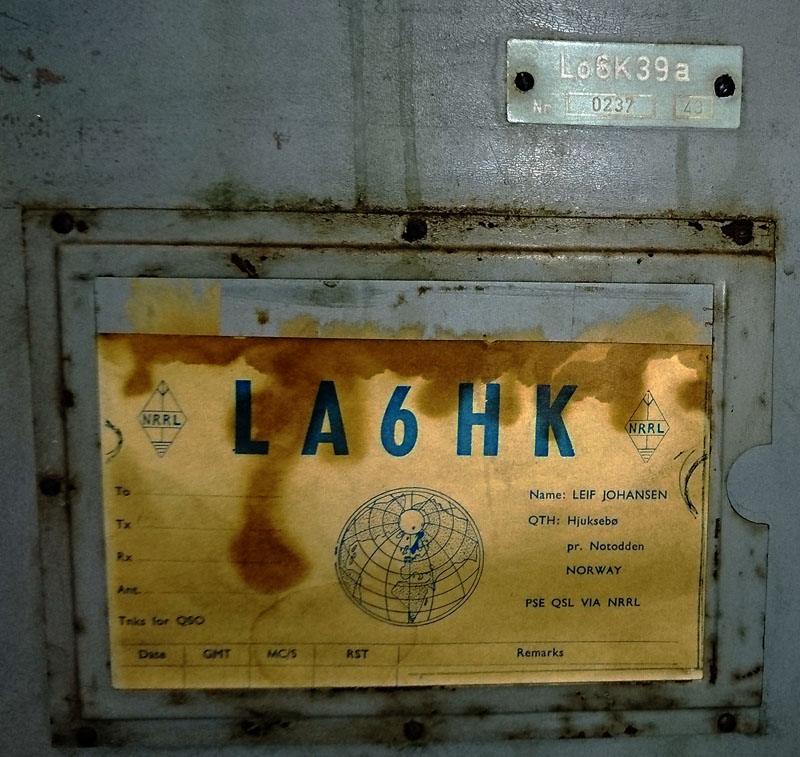 Lo6K39a
Nr. 0237 43
LA6HK
NRRL
NRRL
To
Tx
Rx
Ant.
Tnks for QSO
Name: LEIF JOHANSEN
QTH: Hjuksebø
pr. Notodden
NORWAY
PSE QSL VIA NRRL
Date GMT MC/S RST Remarks